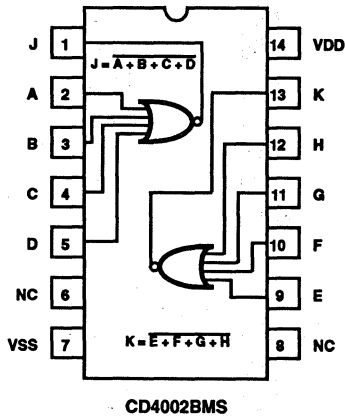 J 1 14 VDD
J = A + B + C + D
A 2 13 K
B 3 12 H
C 4 11 G
D 5 10 F
NC 6 9 E
VSS 7 8 NC
K = E + F + G + H
CD4002BMS